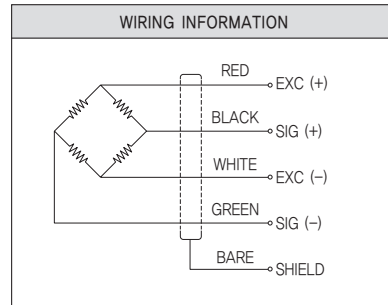 WIRING INFORMATION
RED EXC (+)
BLACK SIG (+)
WHITE EXC (−)
GREEN SIG (−)
BARE SHIELD